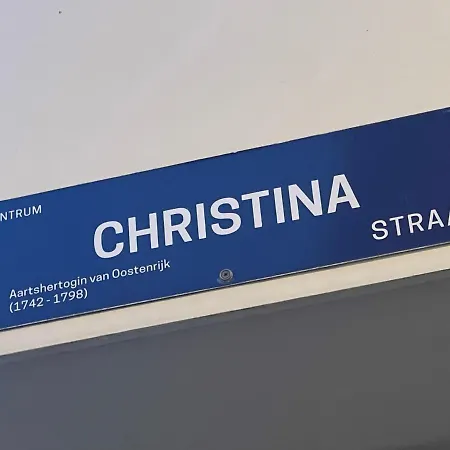 NTRUM
CHRISTINA
STRAA
Aartshertogin van Oostenrijk
(1742 - 1798)